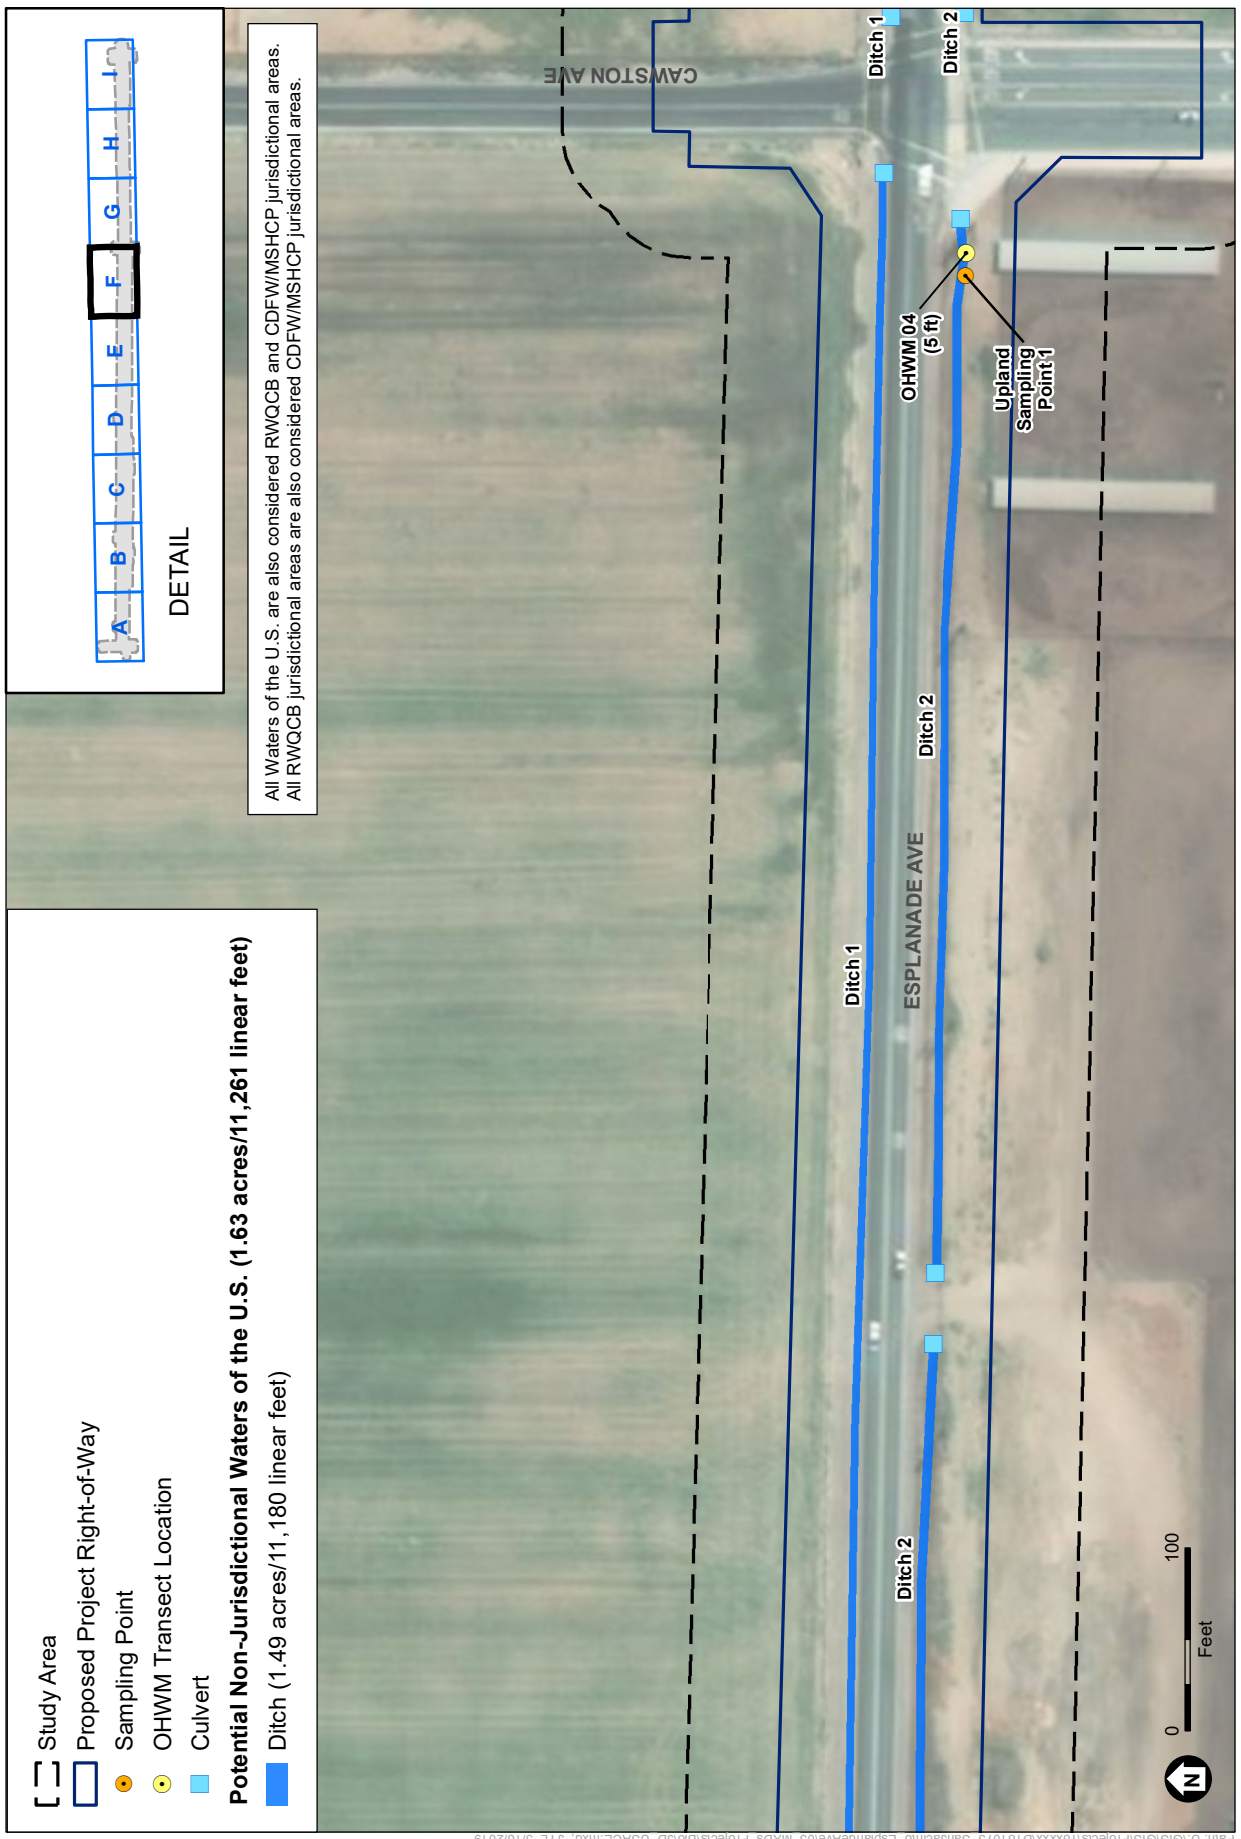 Study Area
Proposed Project Right-of-Way
Sampling Point
OHWM Transect Location
Culvert
Potential Non-Jurisdictional Waters of the U.S. (1.63 acres/11,261 linear feet)
Ditch (1.49 acres/11,180 linear feet)
All Waters of the U.S. are also considered RWQCB and CDFW/MSHCP jurisdictional areas.
All RWQCB jurisdictional areas are also considered CDFW/MSHCP jurisdictional areas.
A B C D E F G H I
DETAIL
CAWSTON AVE
Ditch 1
Ditch 1
Ditch 2
ESPLANADE AVE
Ditch 2
Ditch 2
OHWM 04
(5 ft)
Upland
Sampling
Point 1
N
0 100
Feet